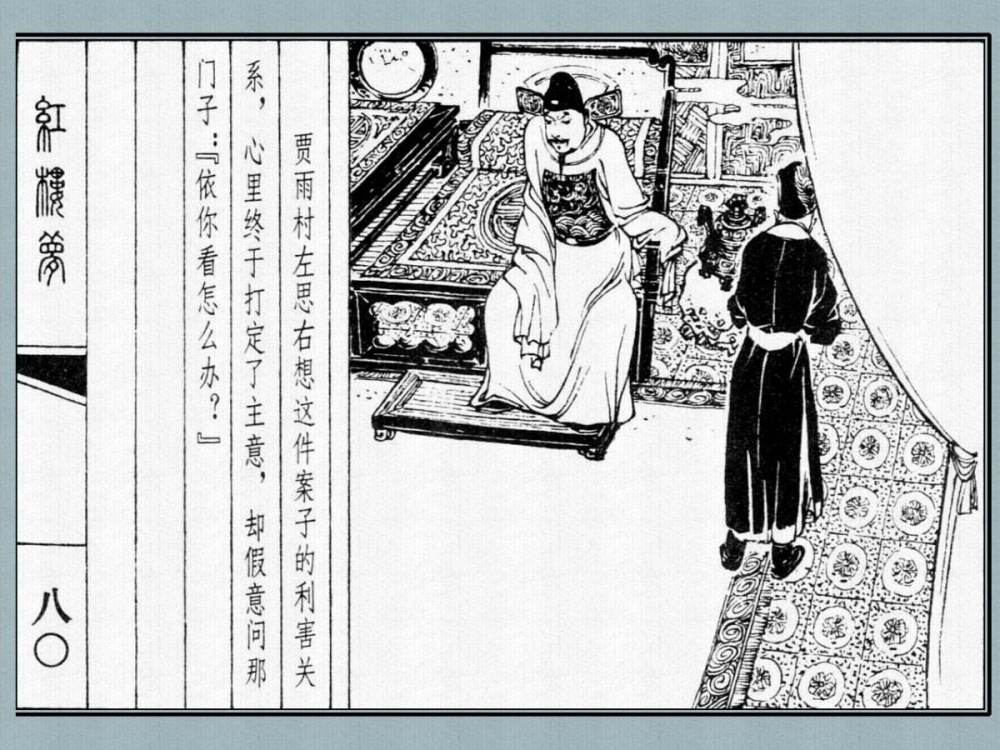 贾雨村左思右想这件案子的利害关
系，心里终于打定了主意，却假意问那
门子：『依你看怎么办？』
紅樓夢
八〇